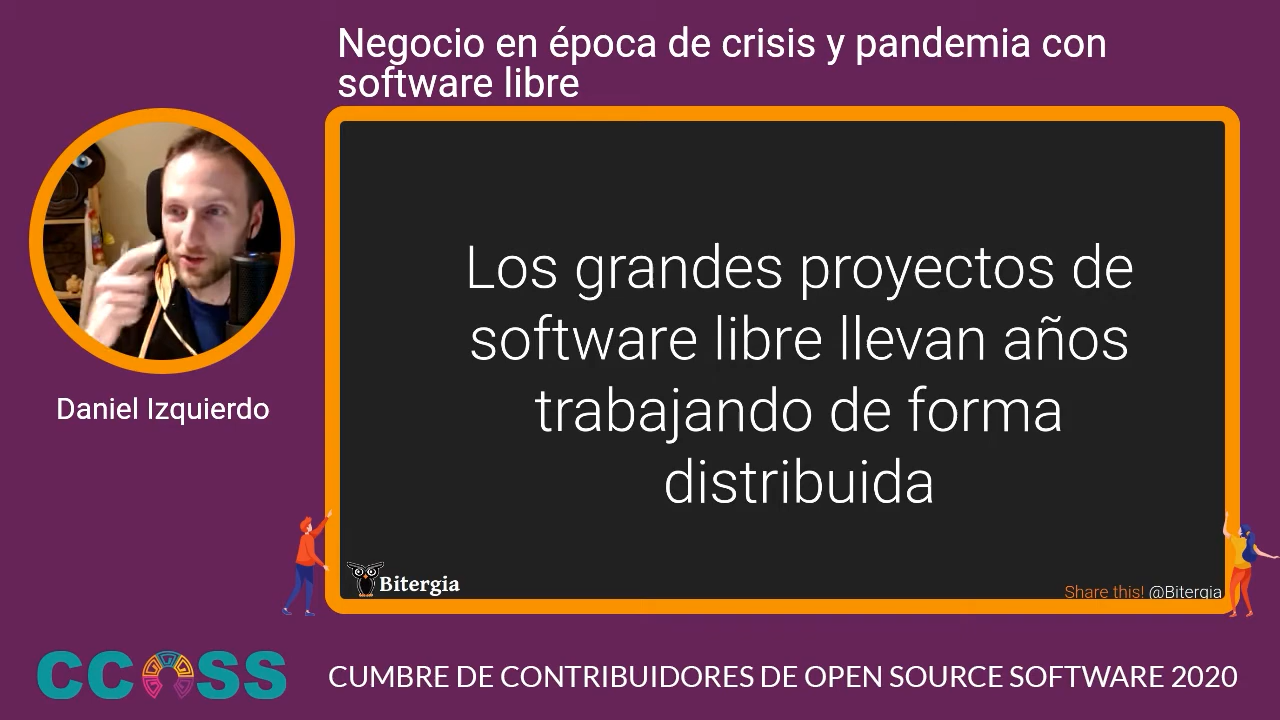 Negocio en época de crisis y pandemia con
software libre
Daniel Izquierdo
Los grandes proyectos de
software libre llevan años
trabajando de forma
distribuida
Bitergia
Share this! @Bitergia
CCOSS
CUMBRE DE CONTRIBUIDORES DE OPEN SOURCE SOFTWARE 2020